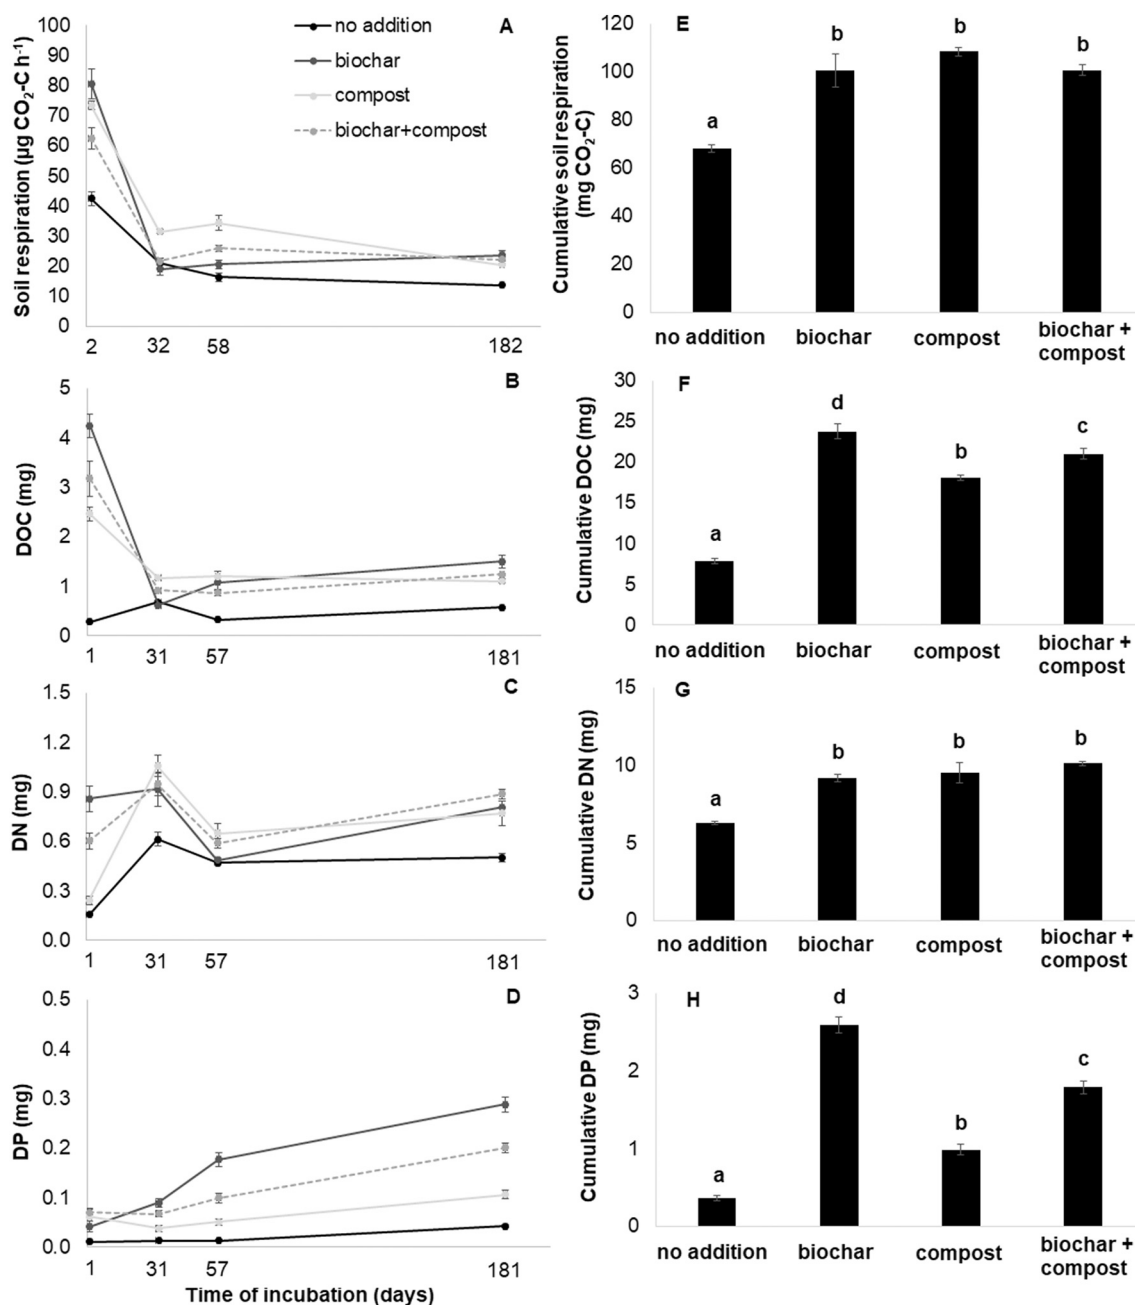 Soil respiration (µg CO₂-C h⁻¹)
100
90
80
70
60
50
40
30
20
10
0
A
no addition
biochar
compost
biochar+compost
2 32 58 182
Cumulative soil respiration
(mg CO₂-C)
120
100
80
60
40
20
0
E
a
b
b
b
no addition
biochar
compost
biochar +
compost
DOC (mg)
5
4
3
2
1
0
B
1 31 57 181
Cumulative DOC (mg)
30
25
20
15
10
5
0
F
a
d
b
c
no addition
biochar
compost
biochar +
compost
DN (mg)
1.5
1.2
0.9
0.6
0.3
0.0
C
1 31 57 181
Cumulative DN (mg)
15
10
5
0
G
a
b
b
b
no addition
biochar
compost
biochar +
compost
DP (mg)
0.5
0.4
0.3
0.2
0.1
0.0
D
1 31 57 181
Time of incubation (days)
Cumulative DP (mg)
3
2
1
0
H
a
d
b
c
no addition
biochar
compost
biochar +
compost